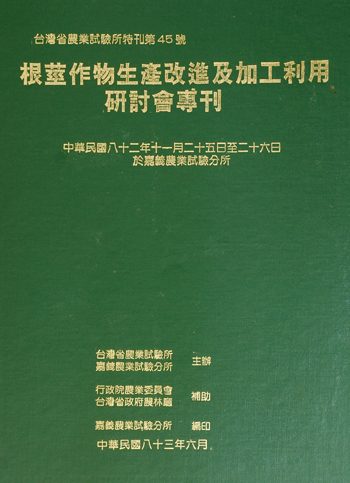 台灣省農業試驗所特刊第45號
根莖作物生產改進及加工利用
研討會專刊
中華民國八十二年十一月二十五日至二十六日
於嘉義農業試驗分所
台灣省農業試驗所
嘉義農業試驗分所 主辦
行政院農業委員會
台灣省政府農林廳 補助
嘉義農業試驗分所 編印
中華民國八十三年六月